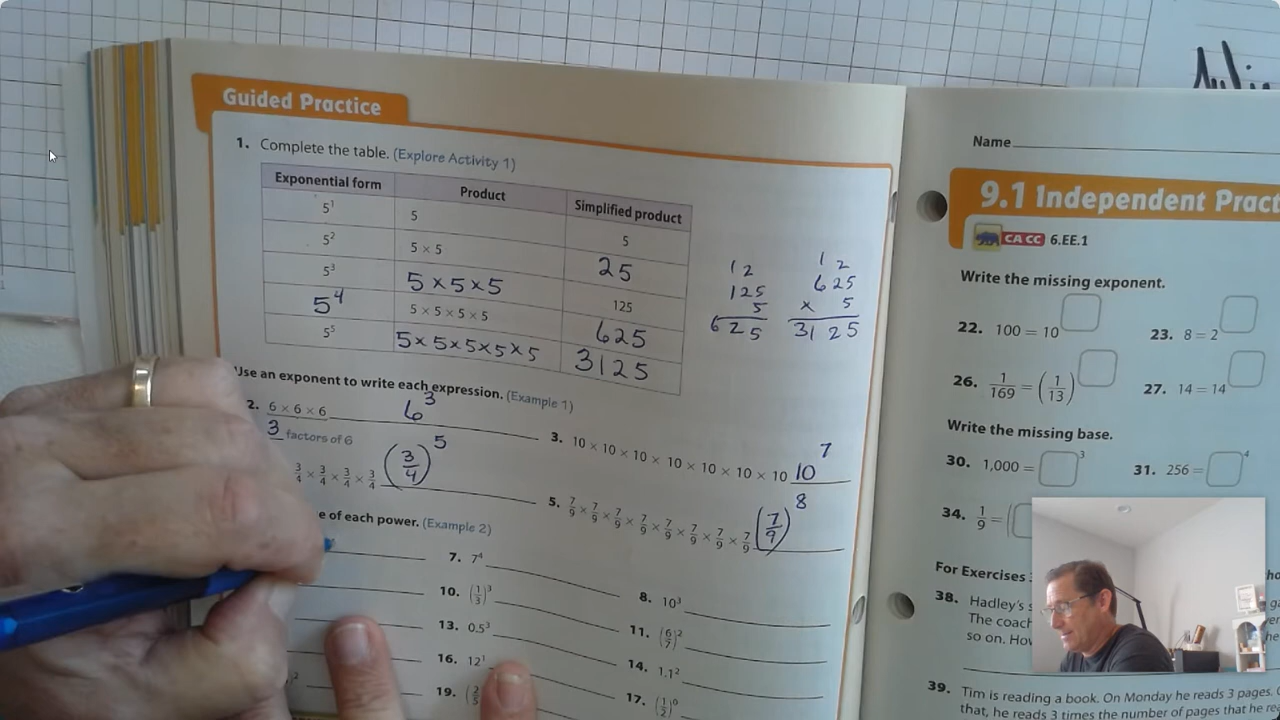 Guided Practice
1. Complete the table. (Explore Activity 1)
Exponential form Product Simplified product
5¹ 5 5
5² 5 × 5 25
5³ 5 × 5 × 5 125
5⁴ 5 × 5 × 5 × 5 625
5⁵ 5 × 5 × 5 × 5 × 5 3125
12
125
5
625
12
625
× 5
3125
Use an exponent to write each expression. (Example 1)
2. 6 × 6 × 6 6³
3 factors of 6
3. 10 × 10 × 10 × 10 × 10 × 10 × 10 10⁷
3/4 × 3/4 × 3/4 × 3/4 (3/4)⁵
5. 7/9 × 7/9 × 7/9 × 7/9 × 7/9 × 7/9 × 7/9 × 7/9 (7/9)⁸
e of each power. (Example 2)
7. 7⁴
8. 10³
10. (1/3)³
11. (6/7)²
13. 0.5³
14. 1.1²
16. 12¹
17. (1/2)⁰
19.
Name
9.1 Independent Pract
CA CC 6.EE.1
Write the missing exponent.
22. 100 = 10
23. 8 = 2
26. 1/169 = (1/13)
27. 14 = 14
Write the missing base.
30. 1,000 = ³
31. 256 = ⁴
34. 1/9 = (
For Exercises
38. Hadley's s
The coach
so on. How
39. Tim is reading a book. On Monday he reads 3 pages.
that, he reads 3 times the number of pages that he rea